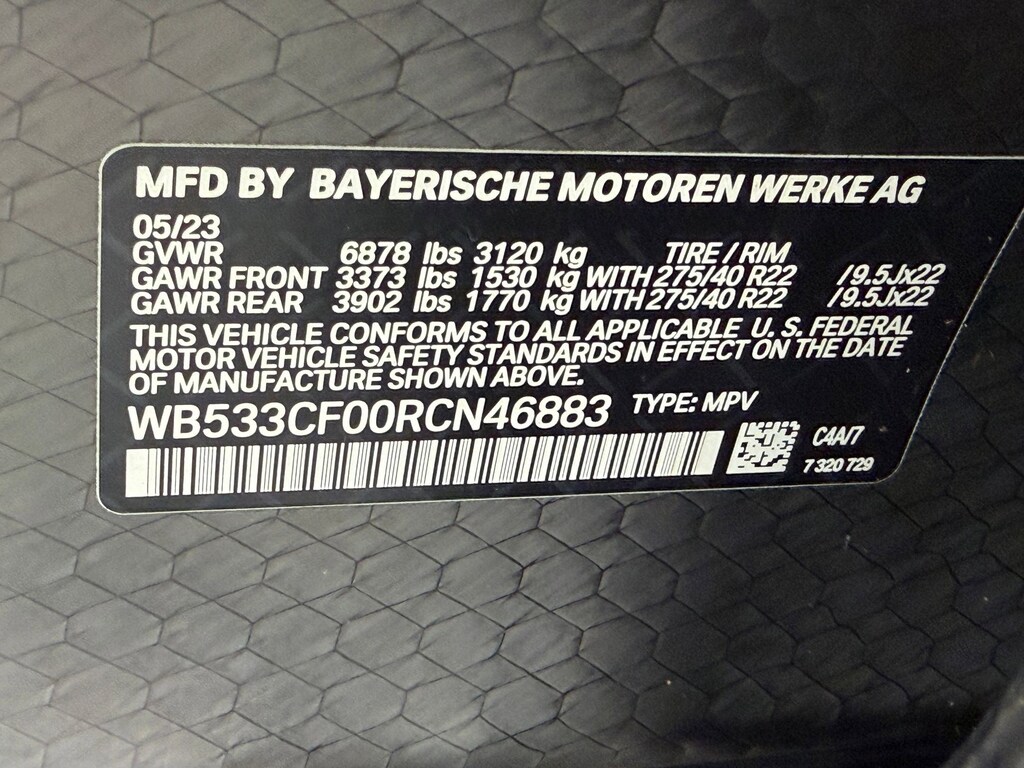 MFD BY BAYERISCHE MOTOREN WERKE AG
05/23
GVWR 6878 lbs 3120 kg TIRE / RIM
GAWR FRONT 3373 lbs 1530 kg WITH 275/40 R22 /9.5Jx22
GAWR REAR 3902 lbs 1770 kg WITH 275/40 R22 /9.5Jx22
THIS VEHICLE CONFORMS TO ALL APPLICABLE U. S. FEDERAL
MOTOR VEHICLE SAFETY STANDARDS IN EFFECT ON THE DATE
OF MANUFACTURE SHOWN ABOVE.
WB533CF00RCN46883 TYPE: MPV
C4A/7
7 320 729